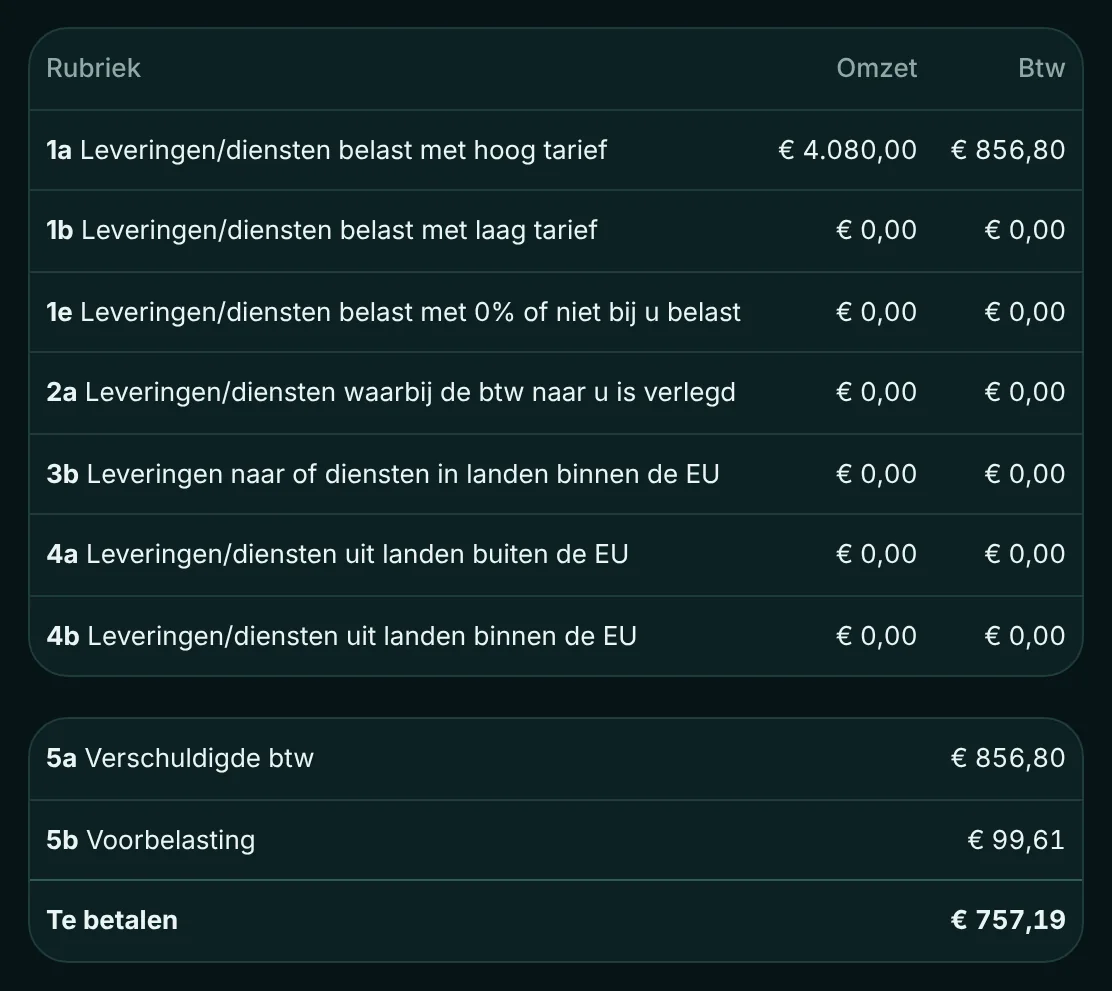 Rubriek Omzet Btw
1a Leveringen/diensten belast met hoog tarief € 4.080,00 € 856,80
1b Leveringen/diensten belast met laag tarief € 0,00 € 0,00
1e Leveringen/diensten belast met 0% of niet bij u belast € 0,00 € 0,00
2a Leveringen/diensten waarbij de btw naar u is verlegd € 0,00 € 0,00
3b Leveringen naar of diensten in landen binnen de EU € 0,00 € 0,00
4a Leveringen/diensten uit landen buiten de EU € 0,00 € 0,00
4b Leveringen/diensten uit landen binnen de EU € 0,00 € 0,00
5a Verschuldigde btw € 856,80
5b Voorbelasting € 99,61
Te betalen € 757,19